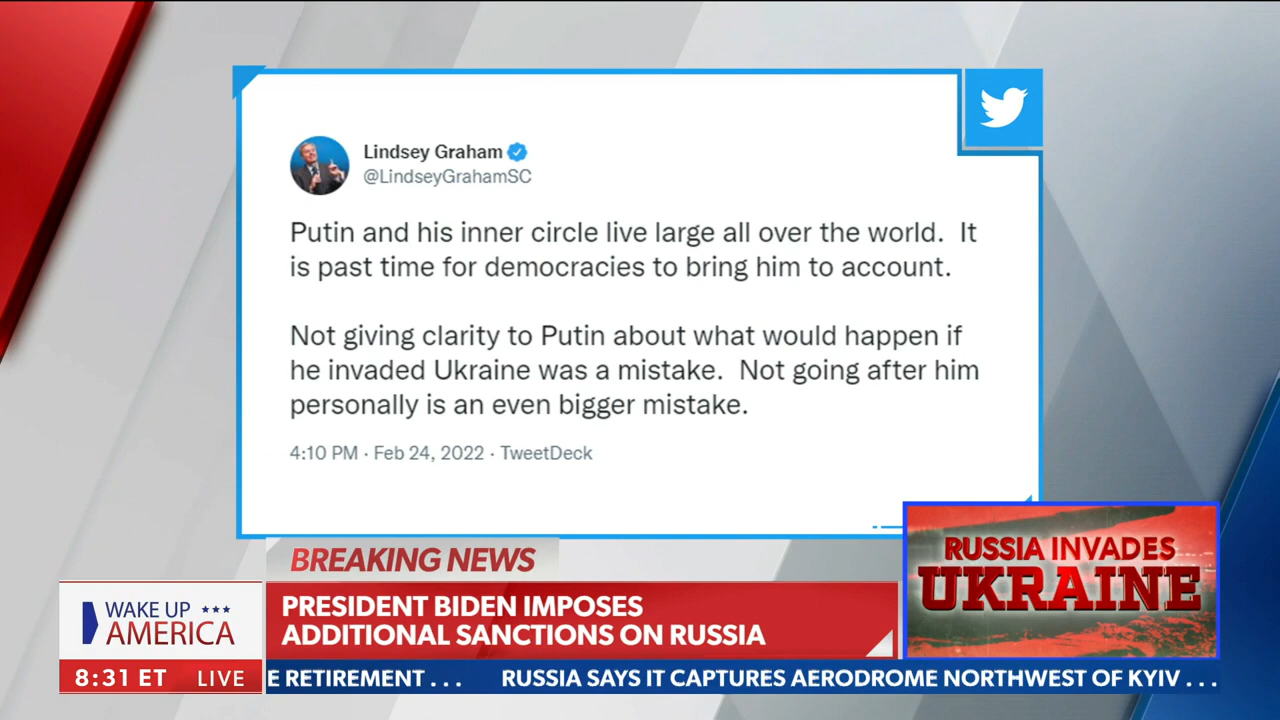 Lindsey Graham
@LindseyGrahamSC
Putin and his inner circle live large all over the world.  It
is past time for democracies to bring him to account.
Not giving clarity to Putin about what would happen if
he invaded Ukraine was a mistake.  Not going after him
personally is an even bigger mistake.
4:10 PM · Feb 24, 2022 · TweetDeck
BREAKING NEWS
RUSSIA INVADES
UKRAINE
WAKE UP
AMERICA
PRESIDENT BIDEN IMPOSES
ADDITIONAL SANCTIONS ON RUSSIA
8:31 ET LIVE
E RETIREMENT . . . RUSSIA SAYS IT CAPTURES AERODROME NORTHWEST OF KYIV . . .